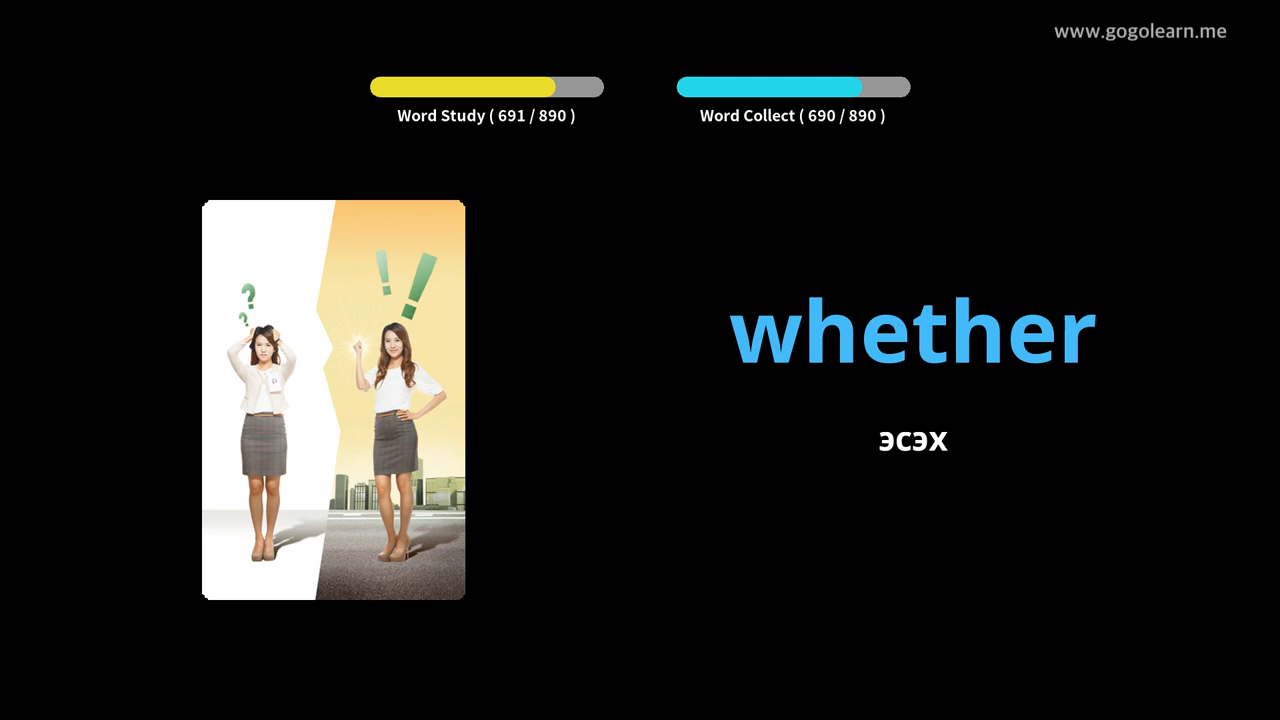 www.gogolearn.me
Word Study ( 691 / 890 )
Word Collect ( 690 / 890 )
? ?
! !
whether
эсэх